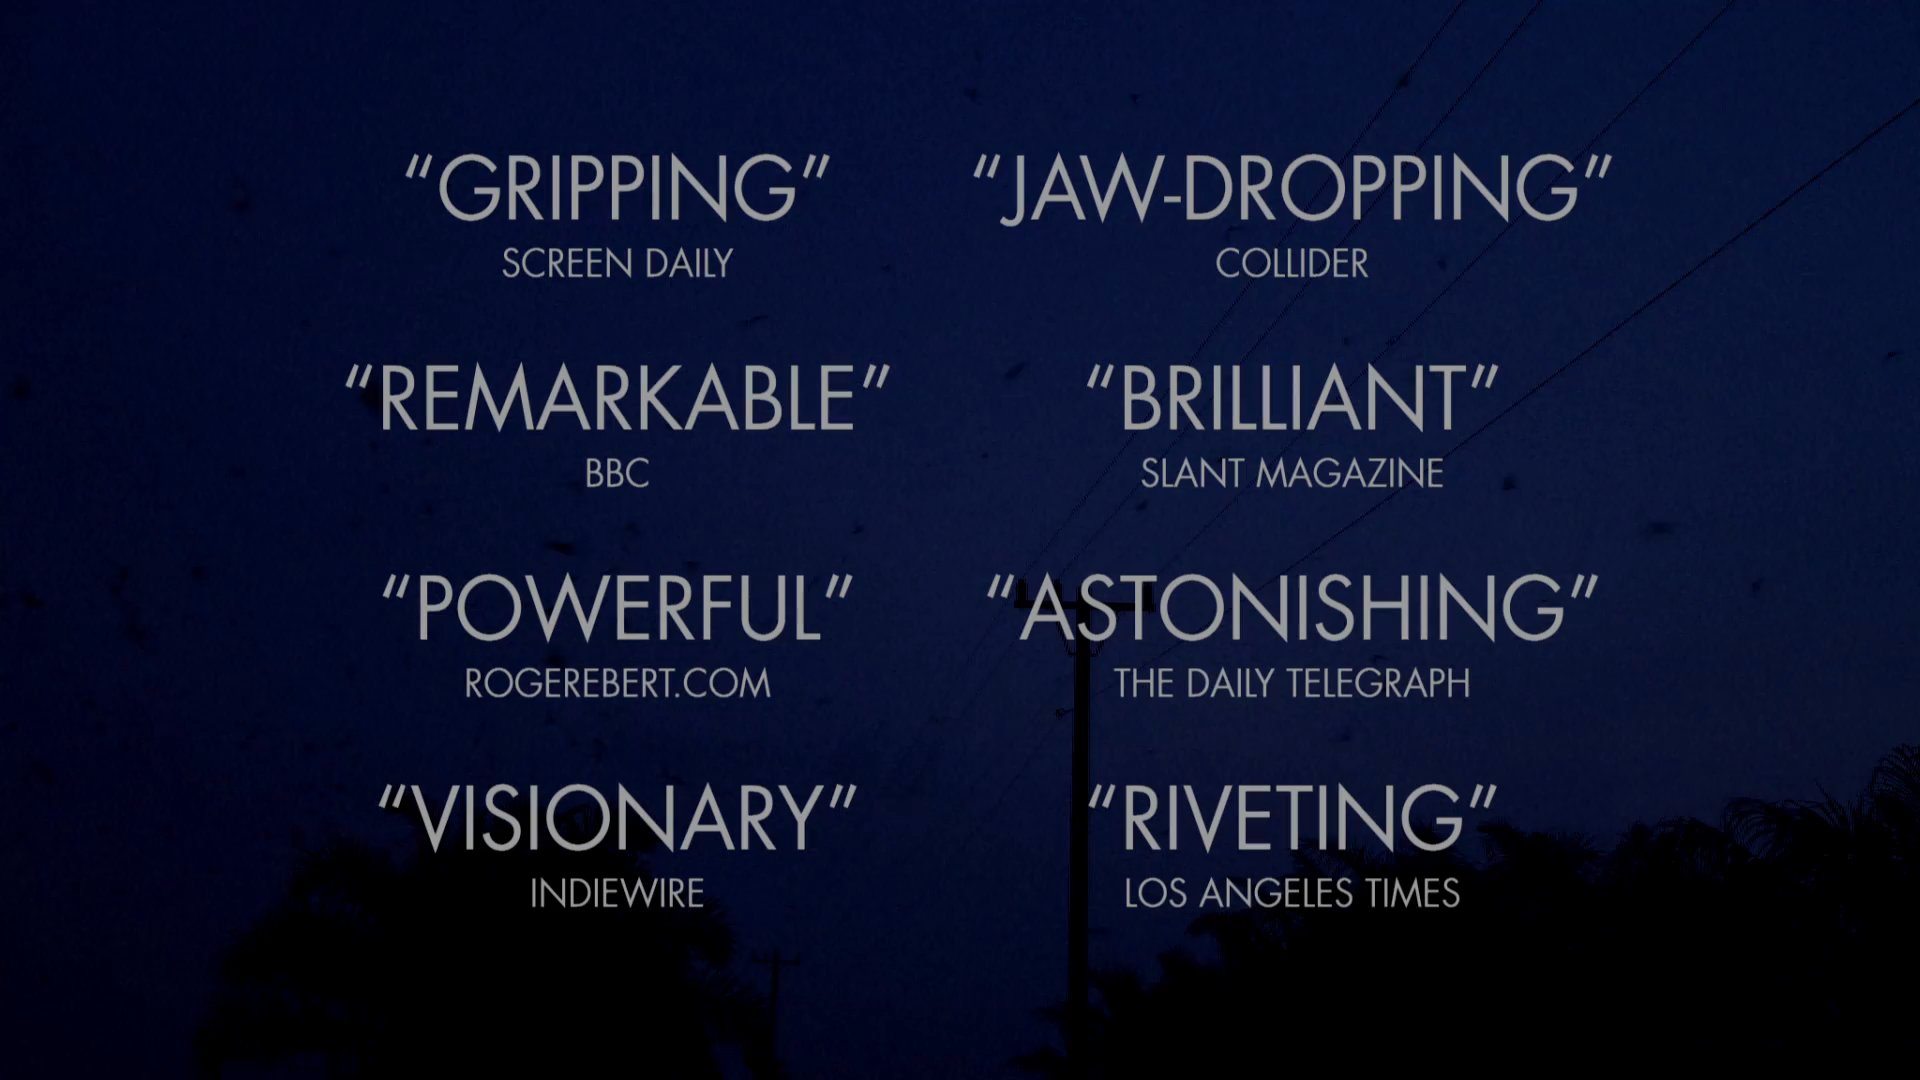 “GRIPPING”
SCREEN DAILY
“JAW-DROPPING”
COLLIDER
“REMARKABLE”
BBC
“BRILLIANT”
SLANT MAGAZINE
“POWERFUL”
ROGEREBERT.COM
“ASTONISHING”
THE DAILY TELEGRAPH
“VISIONARY”
INDIEWIRE
“RIVETING”
LOS ANGELES TIMES